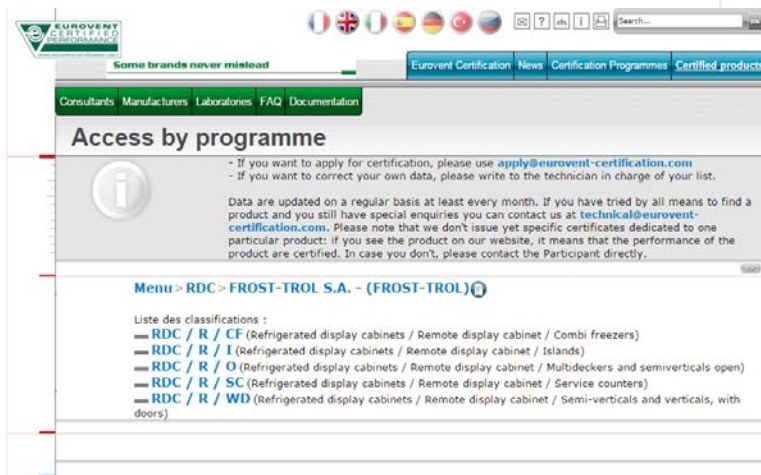 EUROVENT
CERTIFIED
PERFORMANCE
Search...
Some brands never mislead
Eurovent Certification News Certification Programmes Certified products
Consultants Manufacturers Laboratories FAQ Documentation
Access by programme
- If you want to apply for certification, please use apply@eurovent-certification.com
- If you want to correct your own data, please write to the technician in charge of your list.
Data are updated on a regular basis at least every month. If you have tried by all means to find a
product and you still have special enquiries you can contact us at technical@eurovent-
certification.com. Please note that we don't issue yet specific certificates dedicated to one
particular product: if you see the product on our website, it means that the performance of the
product are certified. In case you don't, please contact the Participant directly.
Menu > RDC > FROST-TROL S.A. - (FROST-TROL)
Liste des classifications :
RDC / R / CF (Refrigerated display cabinets / Remote display cabinet / Combi freezers)
RDC / R / I (Refrigerated display cabinets / Remote display cabinet / Islands)
RDC / R / O (Refrigerated display cabinets / Remote display cabinet / Multideckers and semiverticals open)
RDC / R / SC (Refrigerated display cabinets / Remote display cabinet / Service counters)
RDC / R / WD (Refrigerated display cabinets / Remote display cabinet / Semi-verticals and verticals, with
doors)